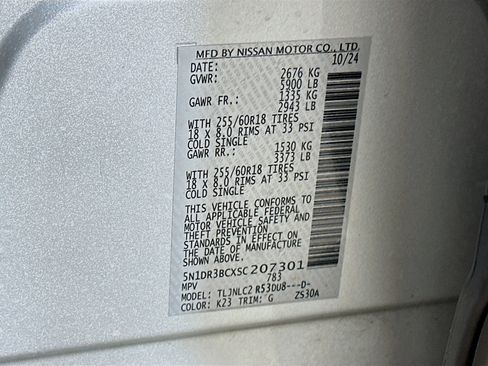 MFD BY NISSAN MOTOR CO., LTD.
DATE: 10/24
GVWR: 2676 KG
5900 LB
GAWR FR.: 1335 KG
2943 LB
WITH 255/60R18 TIRES
18 X 8.0 RIMS AT 33 PSI
COLD SINGLE
GAWR RR.: 1530 KG
3373 LB
WITH 255/60R18 TIRES
18 X 8.0 RIMS AT 33 PSI
COLD SINGLE
THIS VEHICLE CONFORMS TO
ALL APPLICABLE FEDERAL
MOTOR VEHICLE SAFETY AND
THEFT PREVENTION
STANDARDS IN EFFECT ON
THE DATE OF MANUFACTURE
SHOWN ABOVE.
5N1DR3BCXSC207301
MPV 783
MODEL: TLJNLC2 R53DU8---D-
COLOR: K23 TRIM: G ZS30A